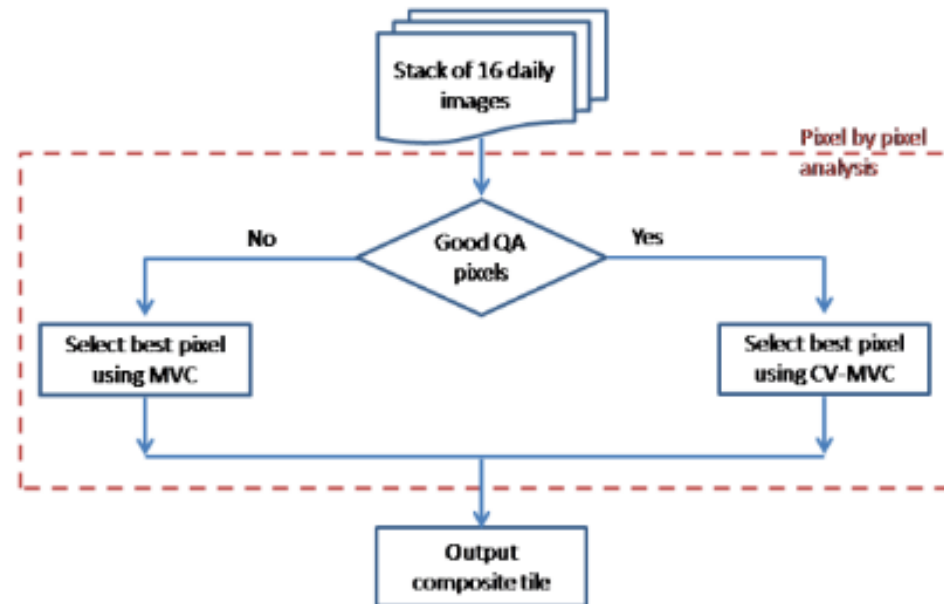 Stack of 16 daily
images
Pixel by pixel
analysis
No
Good QA
pixels
Yes
Select best pixel
using MVC
Select best pixel
using CV-MVC
Output
composite tile